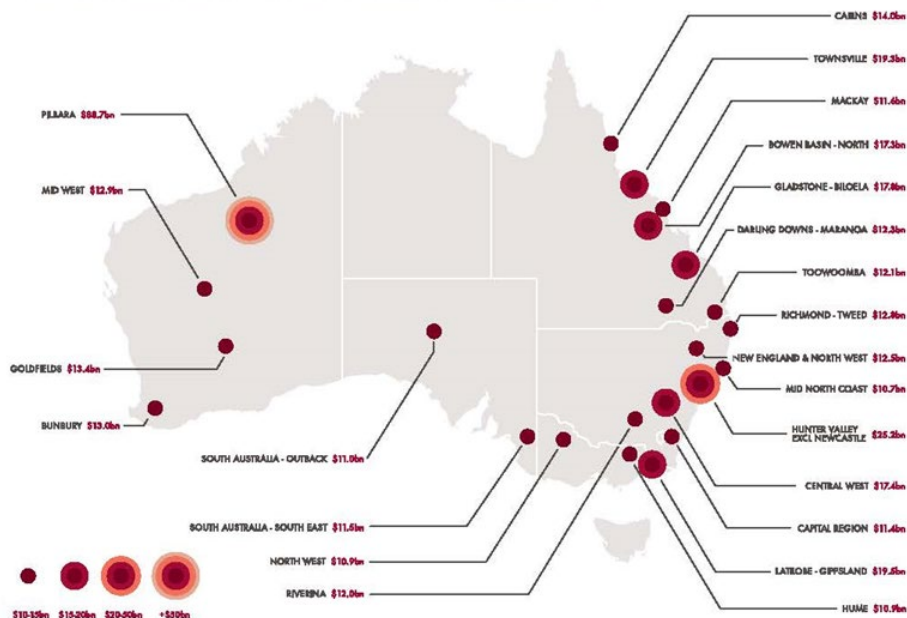 CAIRNS $14.0bn
TOWNSVILLE $19.3bn
MACKAY $11.6bn
BOWEN BASIN - NORTH $17.3bn
GLADSTONE - BILOELA $17.8bn
DARLING DOWNS - MARANOA $12.3bn
TOOWOOMBA $12.1bn
RICHMOND - TWEED $12.8bn
NEW ENGLAND & NORTH WEST $12.5bn
MID NORTH COAST $10.7bn
HUNTER VALLEY
EXCL NEWCASTLE $25.2bn
CENTRAL WEST $17.4bn
CAPITAL REGION $11.4bn
LATROBE - GIPPSLAND $19.5bn
HUME $10.9bn
PILBARA $88.7bn
MID WEST $12.9bn
GOLDFIELDS $13.4bn
BUNBURY $13.0bn
SOUTH AUSTRALIA - OUTBACK $11.0bn
SOUTH AUSTRALIA - SOUTH EAST $11.5bn
NORTH WEST $10.9bn
RIVERINA $12.0bn
$10-15bn $15-20bn $20-50bn +$50bn